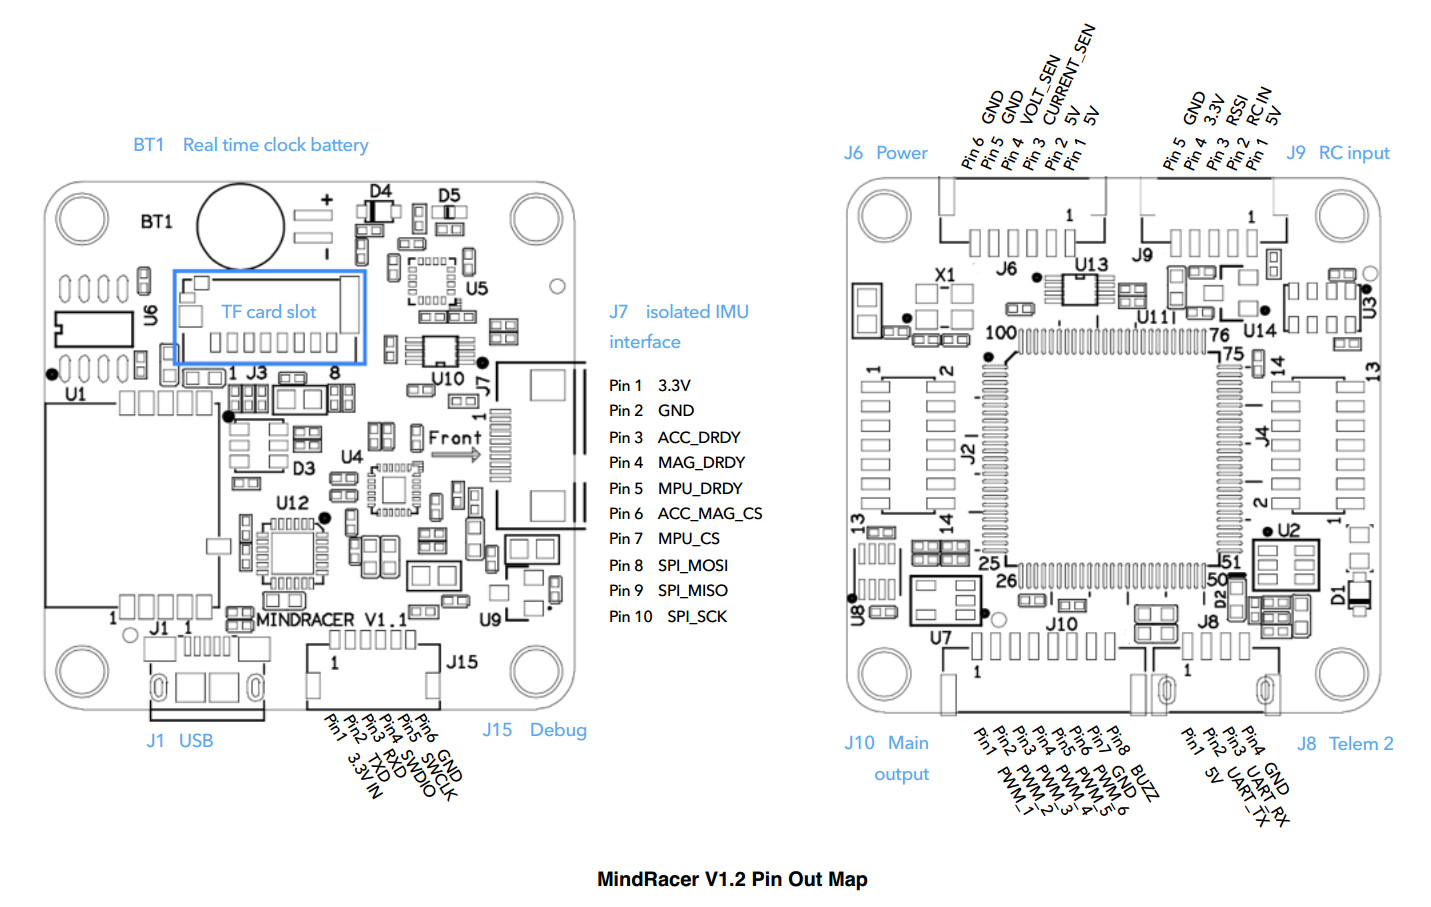 BT1 Real time clock battery
BT1
+
D4
D5
U5
U6
TF card slot
U1
1 J3 8
U10
J7
1
Front
D3
U4
U12
MINDRACER V1.1
U9
1
J1
1
1
J15
J1 USB
J15 Debug
Pin1 3.3V IN
Pin2 TXD
Pin3 RXD
Pin4 SWDIO
Pin5 SWCLK
Pin6 GND
J7 isolated IMU
interface
Pin 1 3.3V
Pin 2 GND
Pin 3 ACC_DRDY
Pin 4 MAG_DRDY
Pin 5 MPU_DRDY
Pin 6 ACC_MAG_CS
Pin 7 MPU_CS
Pin 8 SPI_MOSI
Pin 9 SPI_MISO
Pin 10 SPI_SCK
J6 Power
Pin 6 GND
Pin 5 GND
Pin 4 VOLT_SEN
Pin 3 CURRENT_SEN
Pin 2 5V
Pin 1 5V
Pin 5 GND
Pin 4 3.3V
Pin 3 RSSI
Pin 2 RC IN
Pin 1 5V
J9 RC input
1
1
J6
J9
X1
U13
U11
U14
U3
100
76
75
1
2
14
13
J2
J4
13
14
2
1
25
26
51
50
U2
D2
D1
U8
U7
J10
J8
1
1
J10 Main
output
J8 Telem 2
Pin1 PWM_1
Pin2 PWM_2
Pin3 PWM_3
Pin4 PWM_4
Pin5 PWM_5
Pin6 PWM_6
Pin7 GND
Pin8 BUZZ
Pin1 5V
Pin2 UART_TX
Pin3 UART_RX
Pin4 GND
MindRacer V1.2 Pin Out Map